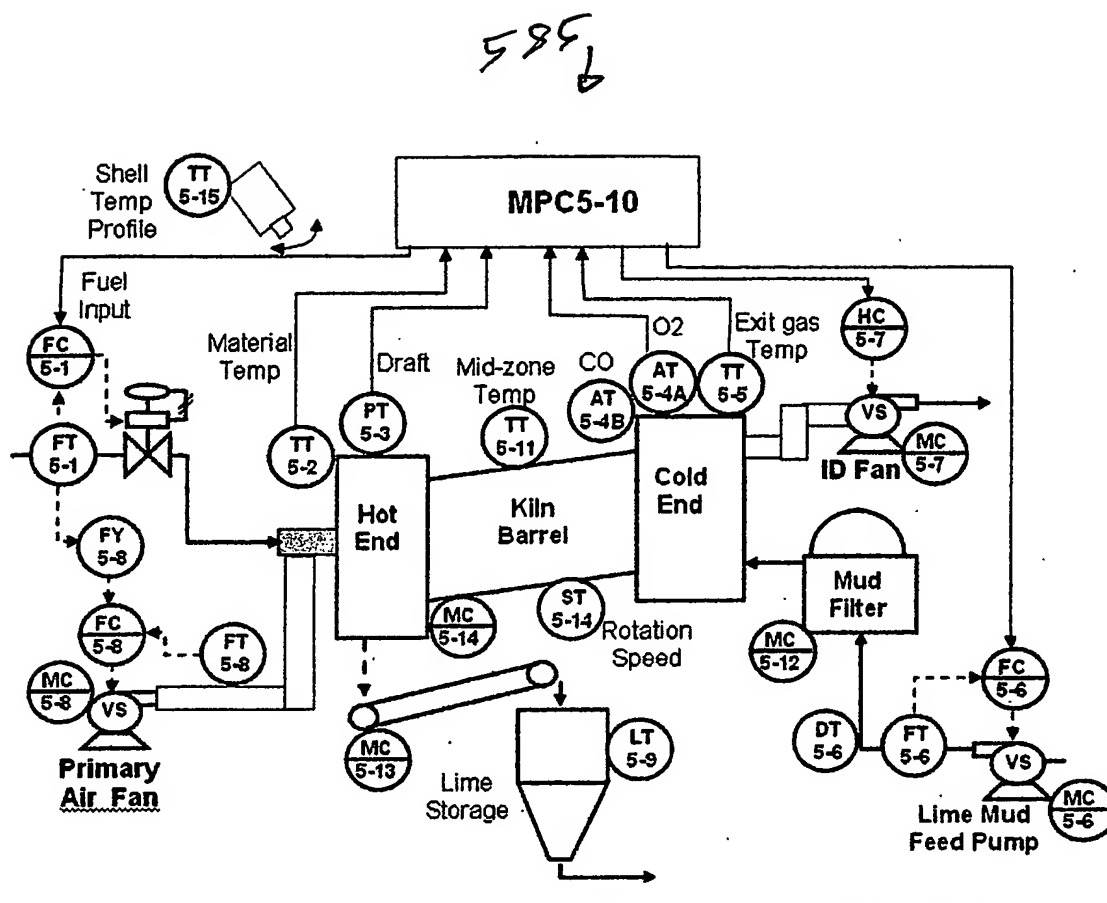 585
MPC5-10
Shell
Temp
Profile
TT
5-15
Fuel
Input
FC
5-1
FT
5-1
Material
Temp
TT
5-2
Draft
PT
5-3
Mid-zone
Temp
TT
5-11
CO
AT
5-4B
O2
AT
5-4A
Exit gas
Temp
TT
5-5
HC
5-7
VS
MC
5-7
ID Fan
Hot
End
Kiln
Barrel
Cold
End
FY
5-8
FC
5-8
FT
5-8
MC
5-8
VS
Primary
Air Fan
MC
5-14
ST
5-14
Rotation
Speed
Mud
Filter
MC
5-12
MC
5-13
Lime
Storage
LT
5-9
DT
5-6
FT
5-6
FC
5-6
VS
MC
5-6
Lime Mud
Feed Pump